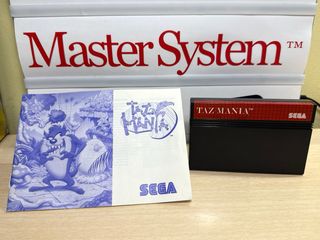 Master System™
TAZ-
MANIA
SEGA
TAZ-MANIA™
SEGA